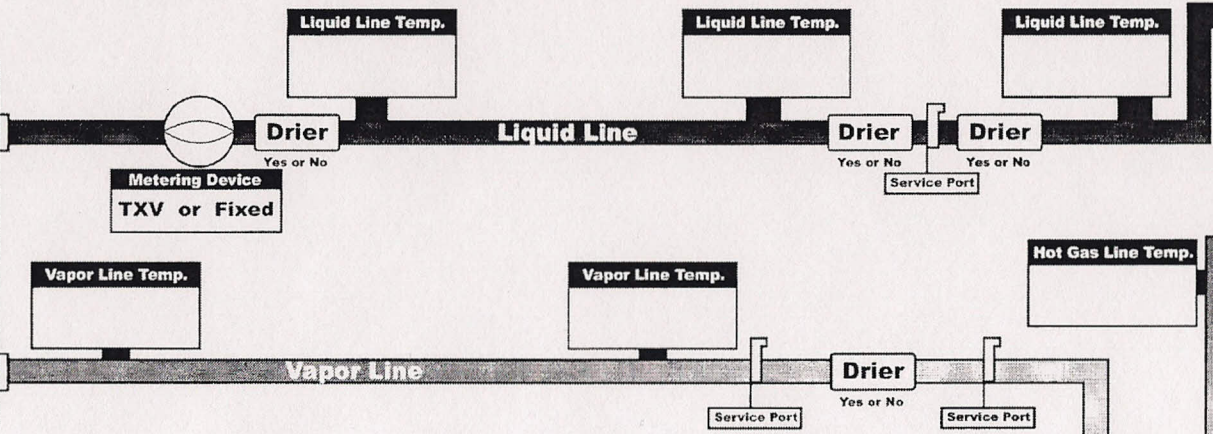 Liquid Line Temp.
Liquid Line Temp.
Liquid Line Temp.
Drier
Liquid Line
Drier
Drier
Yes or No
Yes or No
Yes or No
Metering Device
TXV or Fixed
Service Port
Vapor Line Temp.
Vapor Line Temp.
Hot Gas Line Temp.
Vapor Line
Drier
Yes or No
Service Port
Service Port